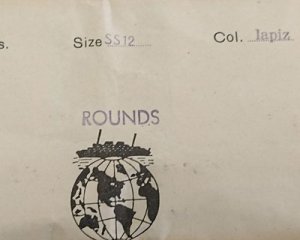 s. Size SS12 Col. lapiz
ROUNDS